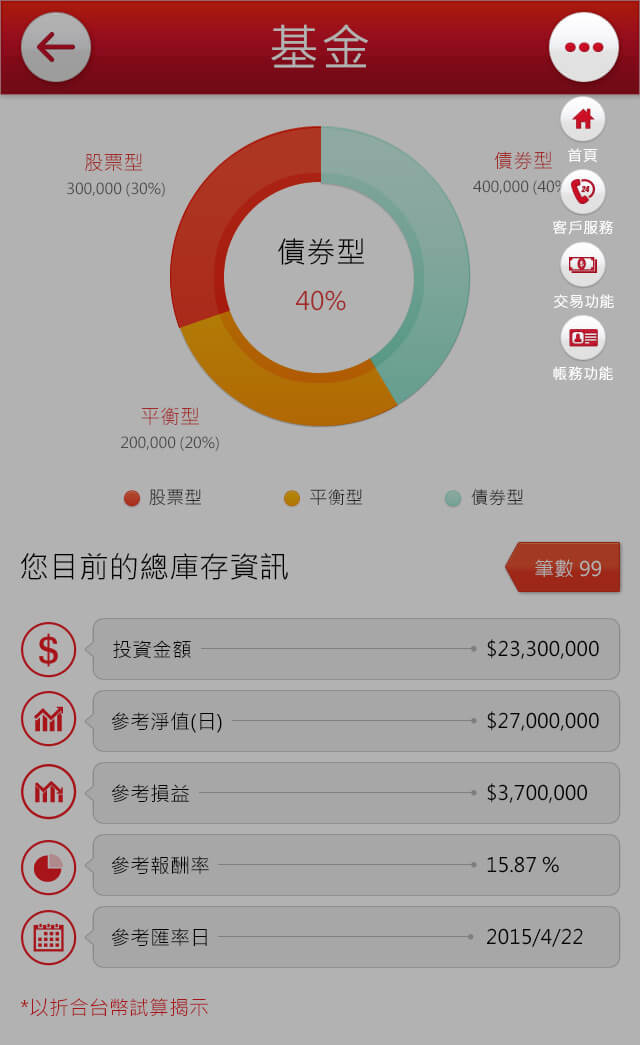 基金
股票型
300,000 (30%)
債券型
400,000 (40%
首頁
24
客戶服務
交易功能
帳務功能
債券型
40%
平衡型
200,000 (20%)
股票型
平衡型
債券型
您目前的總庫存資訊
筆數 99
$
投資金額
$23,300,000
參考淨值(日)
$27,000,000
參考損益
$3,700,000
參考報酬率
15.87 %
參考匯率日
2015/4/22
*以折合台幣試算揭示